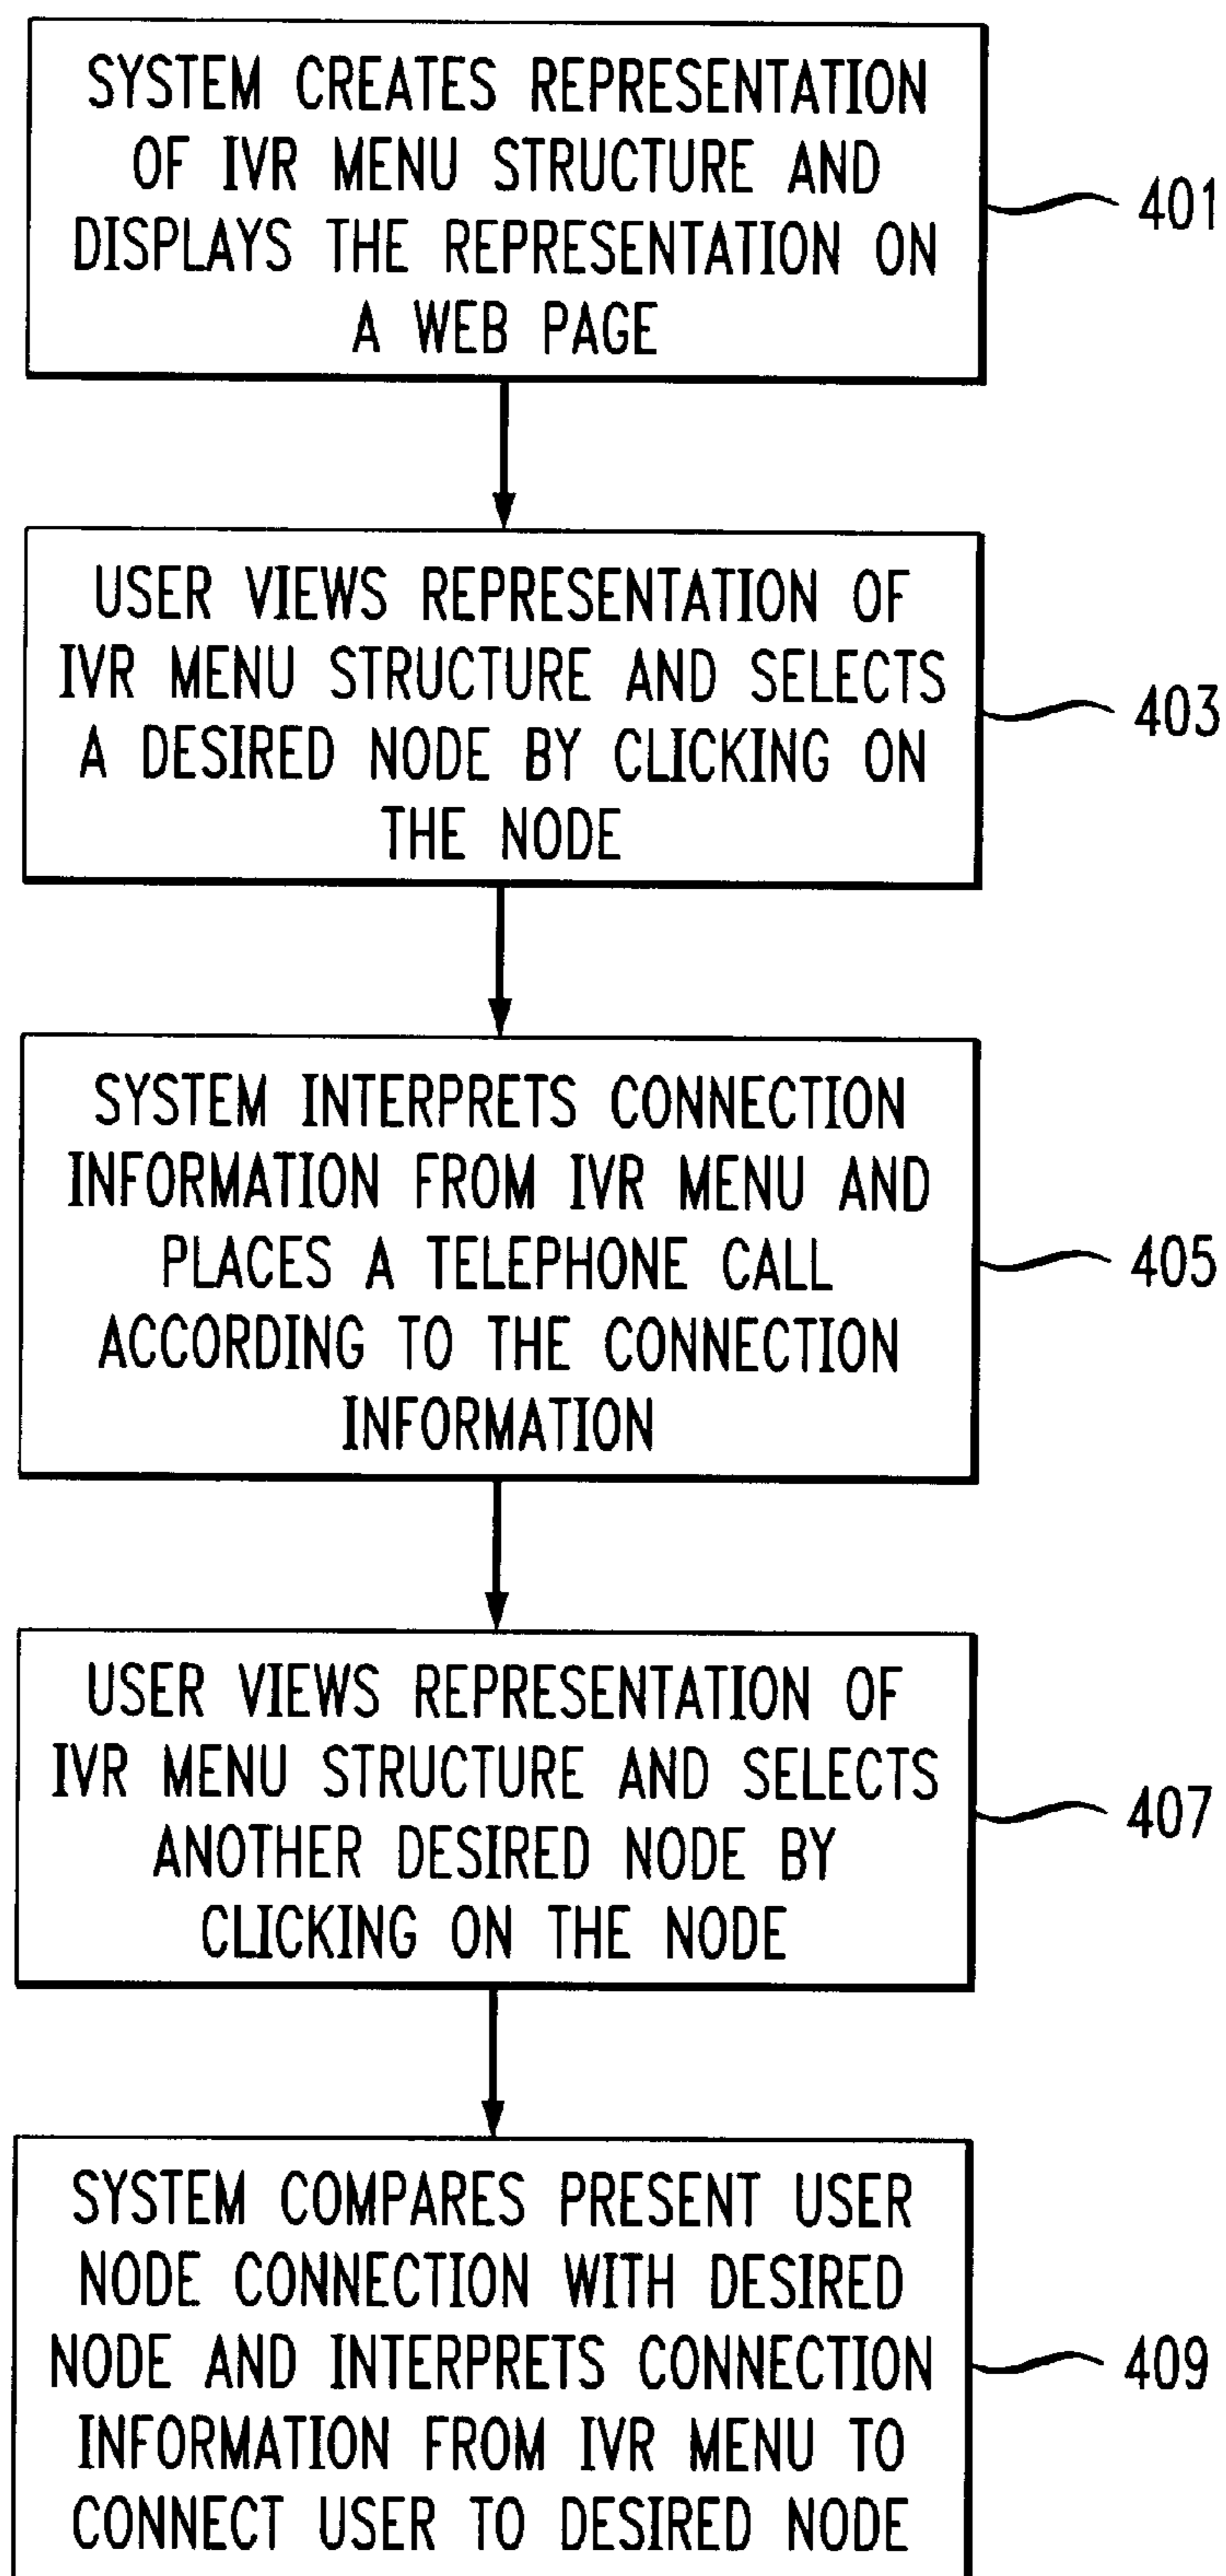 SYSTEM CREATES REPRESENTATION
OF IVR MENU STRUCTURE AND
DISPLAYS THE REPRESENTATION ON
A WEB PAGE
401
USER VIEWS REPRESENTATION OF
IVR MENU STRUCTURE AND SELECTS
A DESIRED NODE BY CLICKING ON
THE NODE
403
SYSTEM INTERPRETS CONNECTION
INFORMATION FROM IVR MENU AND
PLACES A TELEPHONE CALL
ACCORDING TO THE CONNECTION
INFORMATION
405
USER VIEWS REPRESENTATION OF
IVR MENU STRUCTURE AND SELECTS
ANOTHER DESIRED NODE BY
CLICKING ON THE NODE
407
SYSTEM COMPARES PRESENT USER
NODE CONNECTION WITH DESIRED
NODE AND INTERPRETS CONNECTION
INFORMATION FROM IVR MENU TO
CONNECT USER TO DESIRED NODE
409